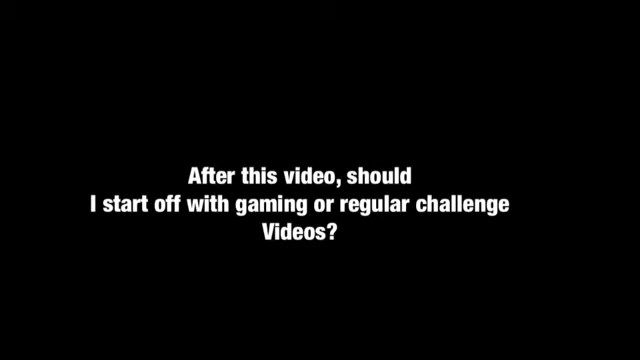 After this video, should
I start off with gaming or regular challenge
Videos?